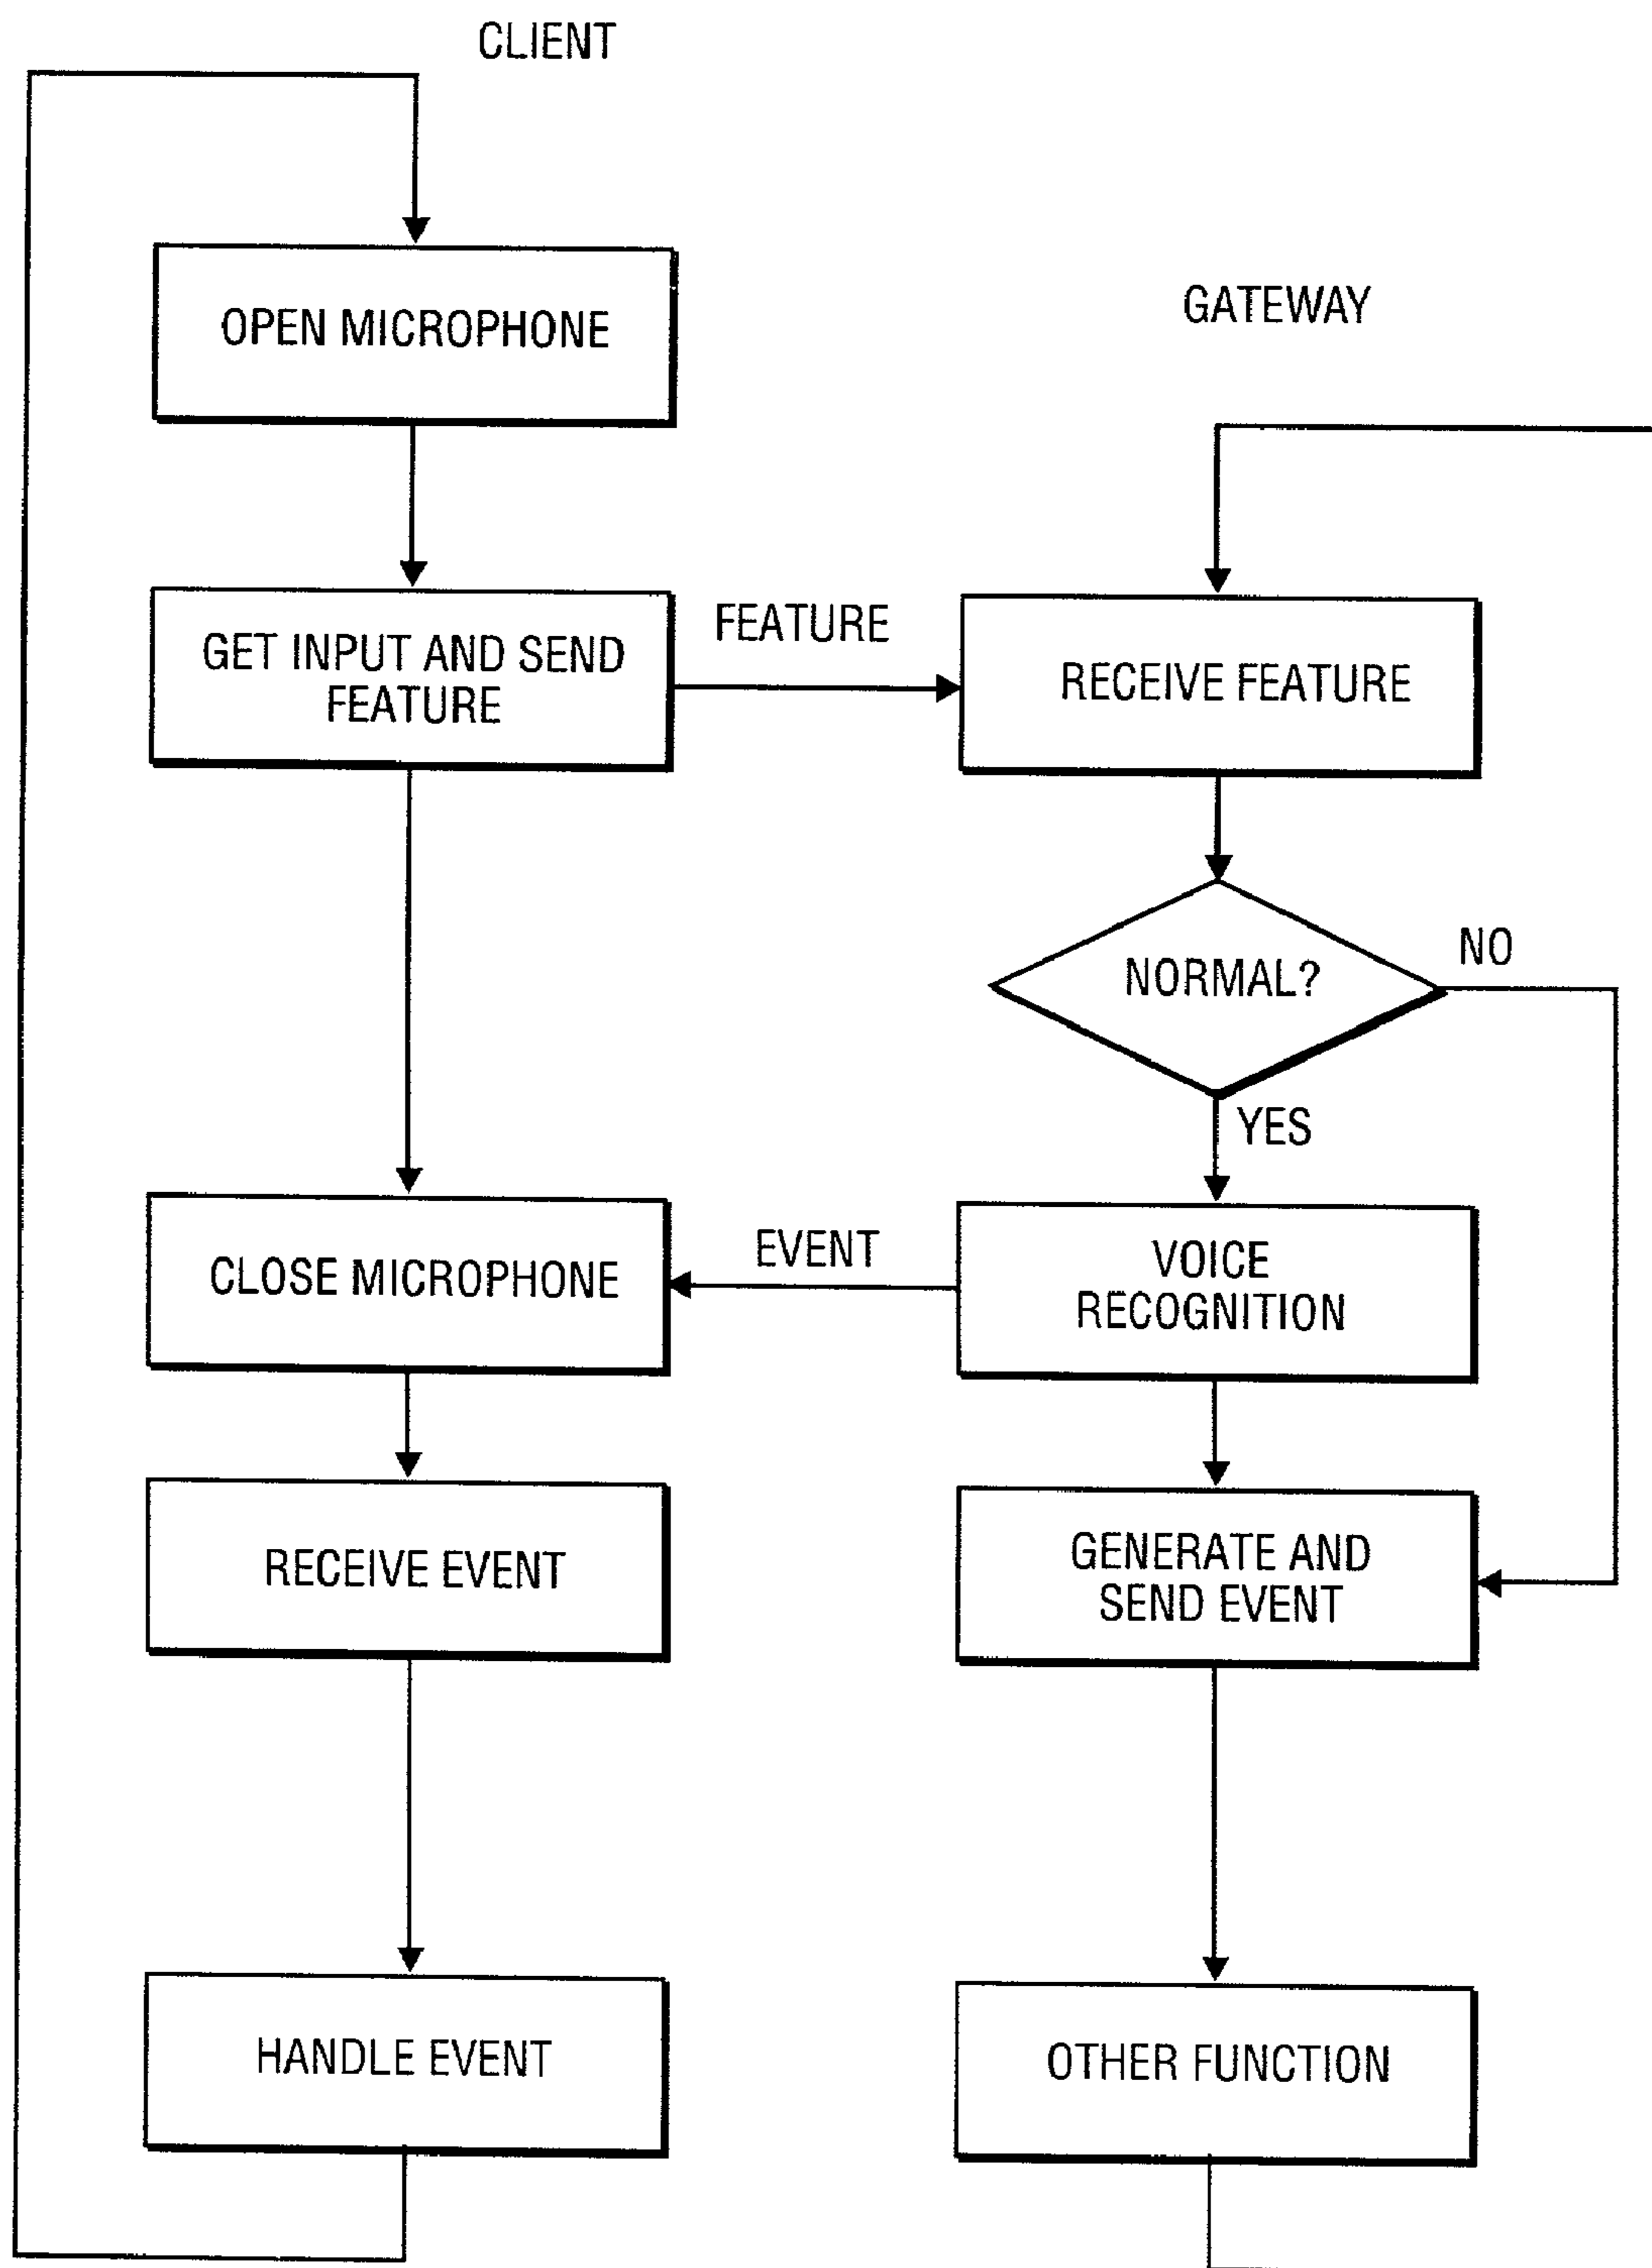 CLIENT
OPEN MICROPHONE
GATEWAY
GET INPUT AND SEND
FEATURE
FEATURE
RECEIVE FEATURE
NORMAL?
NO
YES
CLOSE MICROPHONE
EVENT
VOICE
RECOGNITION
RECEIVE EVENT
GENERATE AND
SEND EVENT
HANDLE EVENT
OTHER FUNCTION